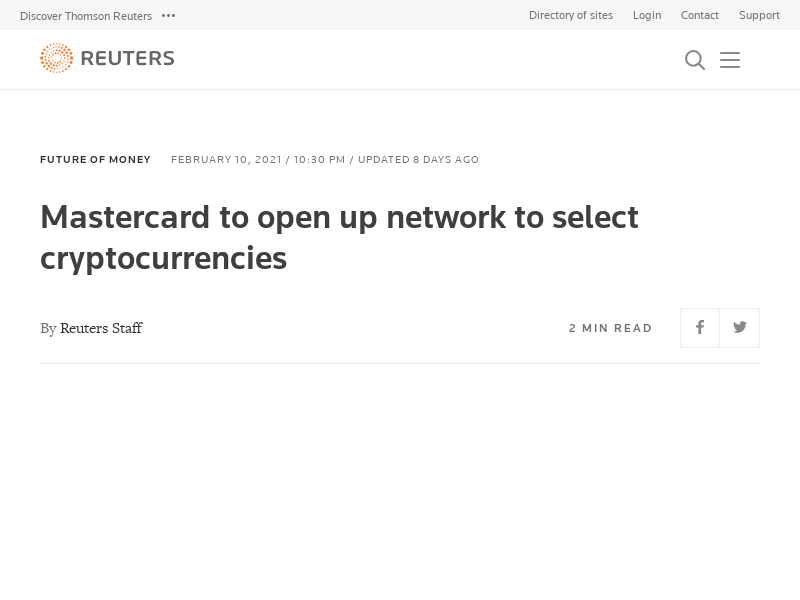 Discover Thomson Reuters •••
Directory of sites Login Contact Support
REUTERS
FUTURE OF MONEY FEBRUARY 10, 2021 / 10:30 PM / UPDATED 8 DAYS AGO
Mastercard to open up network to select
cryptocurrencies
By Reuters Staff
2 MIN READ